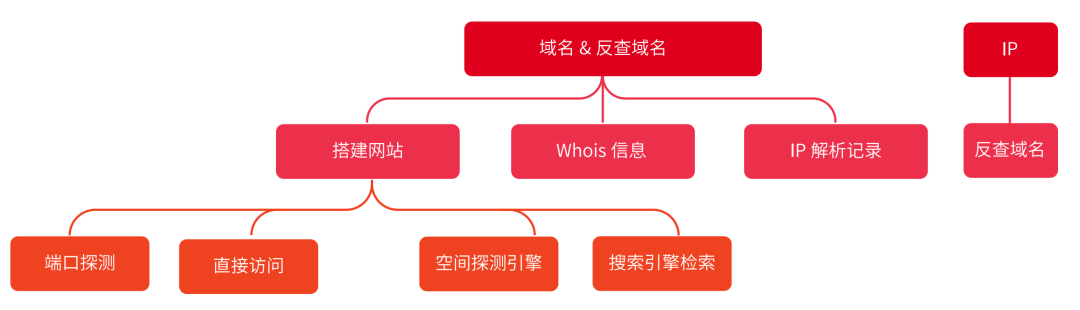 域名 & 反查域名
IP
搭建网站
Whois 信息
IP 解析记录
反查域名
端口探测
直接访问
空间探测引擎
搜索引擎检索